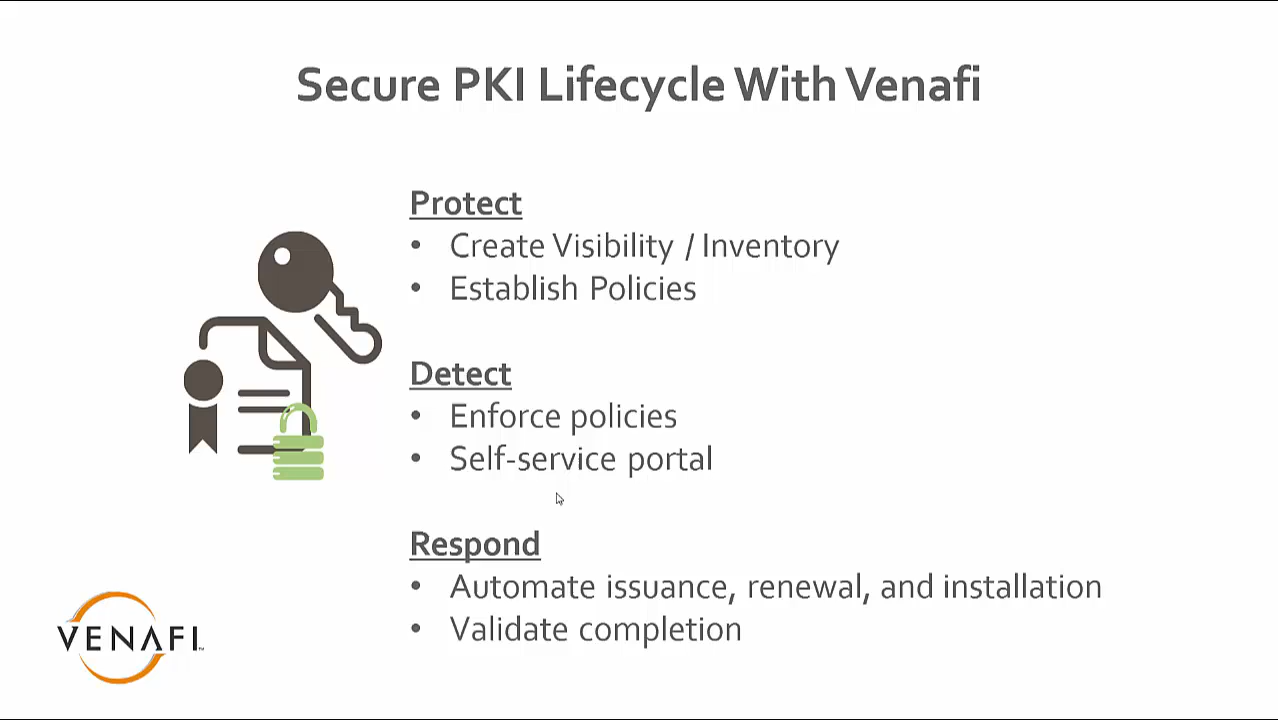 Secure PKI Lifecycle With Venafi
Protect
• Create Visibility / Inventory
• Establish Policies
Detect
• Enforce policies
• Self-service portal
Respond
• Automate issuance, renewal, and installation
• Validate completion
VENAFI™